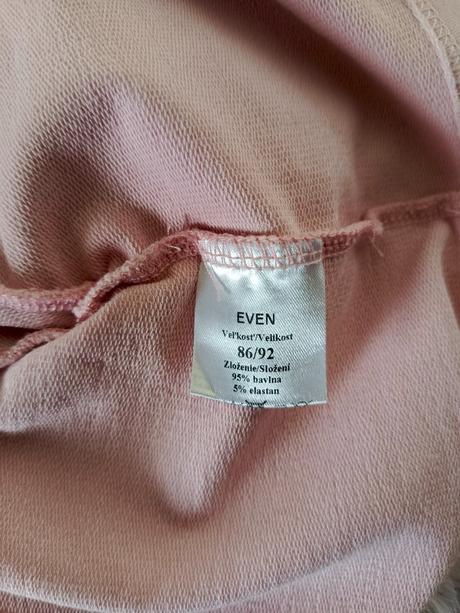 EVEN
Veľkosť/Velikost
86/92
Zloženie/Složení
95% bavlna
5% elastan